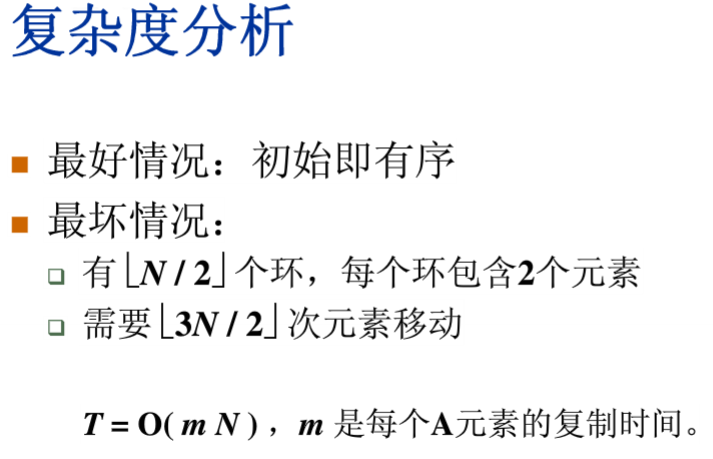 复杂度分析
最好情况：初始即有序
最坏情况：
有⌊N / 2⌋个环，每个环包含2个元素
需要⌊3N / 2⌋次元素移动
T = O( m N ) ，m 是每个A元素的复制时间。